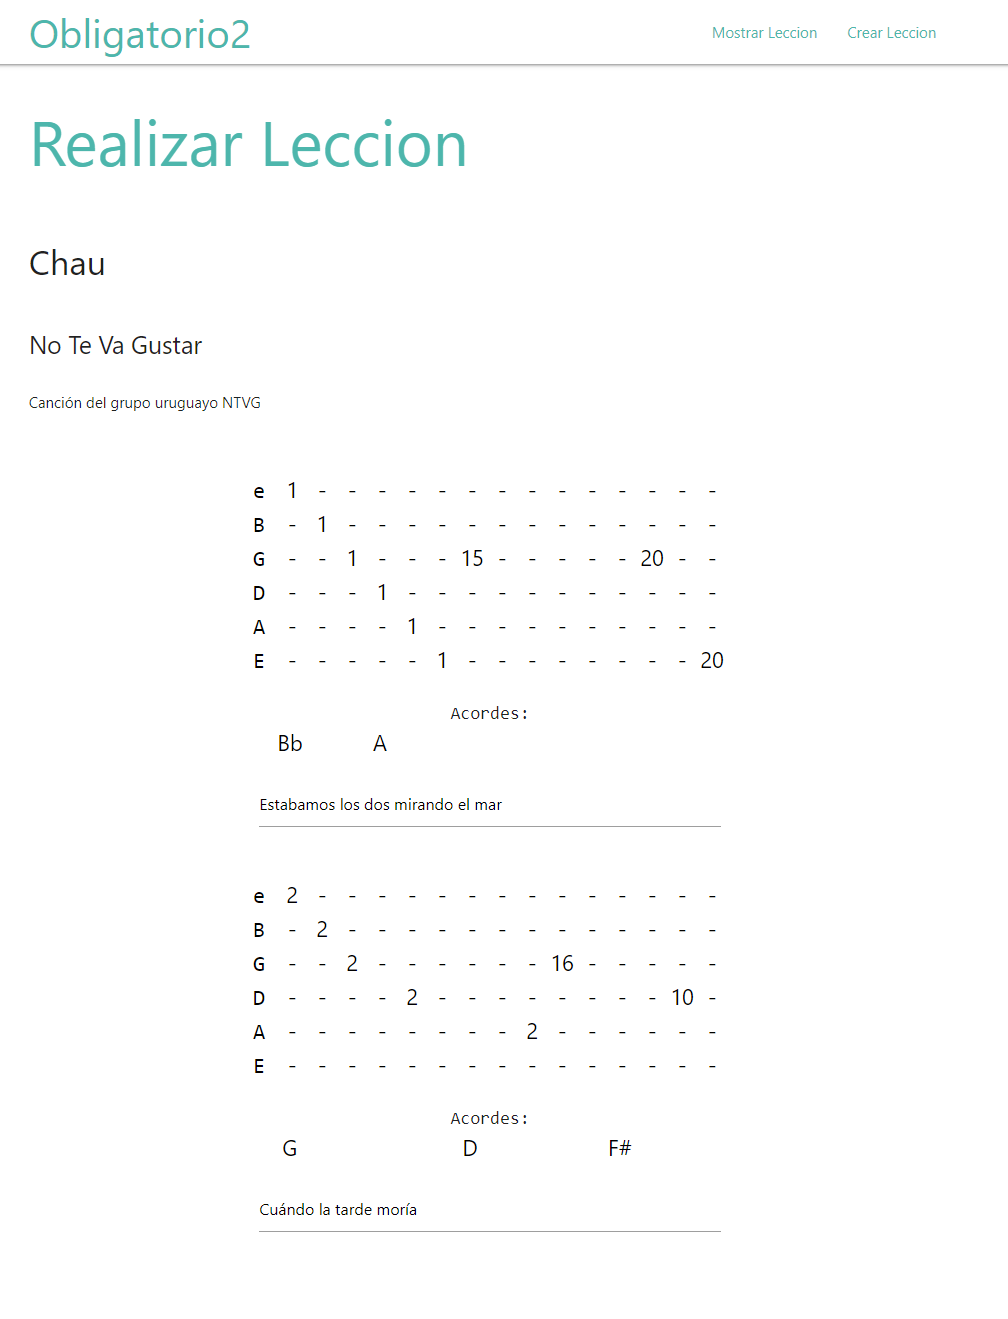 Obligatorio2 Mostrar Leccion Crear Leccion
Realizar Leccion
Chau
No Te Va Gustar
Canción del grupo uruguayo NTVG
e 1 - - - - - - - - - - - - - -
B - 1 - - - - - - - - - - - - -
G - - 1 - - - 15 - - - - - 20 - -
D - - - 1 - - - - - - - - - - -
A - - - - 1 - - - - - - - - - -
E - - - - - 1 - - - - - - - - 20
Acordes:
Bb A
Estabamos los dos mirando el mar
e 2 - - - - - - - - - - - - - -
B - 2 - - - - - - - - - - - - -
G - - 2 - - - - - - 16 - - - - -
D - - - - 2 - - - - - - - - 10 -
A - - - - - - - - 2 - - - - - -
E - - - - - - - - - - - - - - -
Acordes:
G D F#
Cuándo la tarde moría